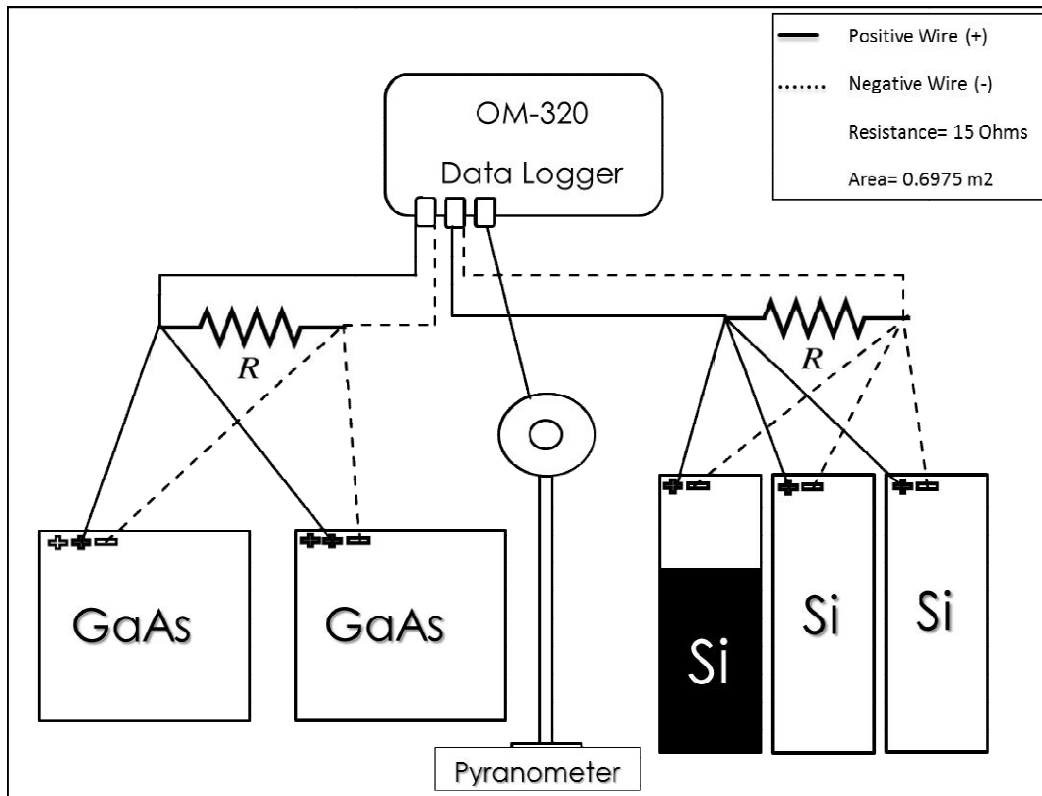 Positive Wire (+)
Negative Wire (-)
Resistance= 15 Ohms
Area= 0.6975 m2
OM-320
Data Logger
R
R
GaAs
GaAs
Si
Si
Si
Pyranometer